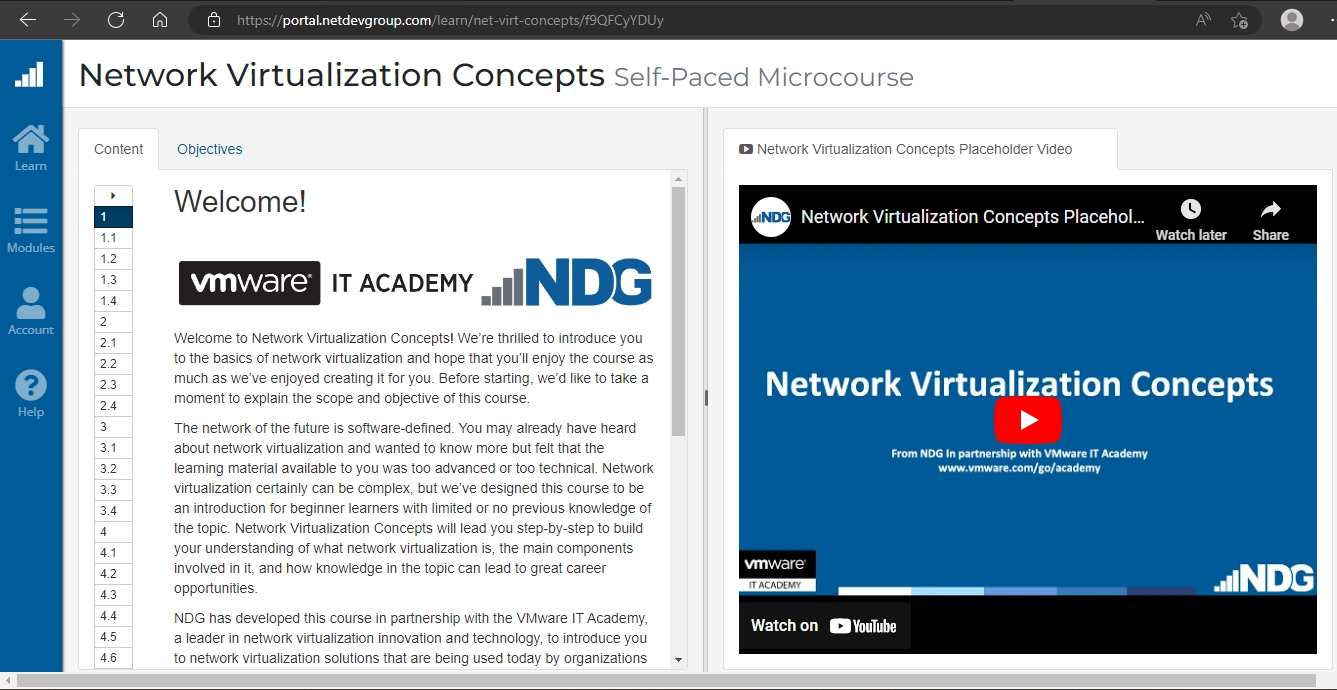 https://portal.netdevgroup.com/learn/net-virt-concepts/f9QFCyYDUy
Network Virtualization Concepts Self-Paced Microcourse
Learn
Modules
Account
Help
Content
Objectives
1
1.1
1.2
1.3
1.4
2
2.1
2.2
2.3
2.4
3
3.1
3.2
3.3
3.4
4
4.1
4.2
4.3
4.4
4.5
4.6
Welcome!
vmware® IT ACADEMY NDG
Welcome to Network Virtualization Concepts! We're thrilled to introduce you
to the basics of network virtualization and hope that you'll enjoy the course as
much as we've enjoyed creating it for you. Before starting, we'd like to take a
moment to explain the scope and objective of this course.
The network of the future is software-defined. You may already have heard
about network virtualization and wanted to know more but felt that the
learning material available to you was too advanced or too technical. Network
virtualization certainly can be complex, but we've designed this course to be
an introduction for beginner learners with limited or no previous knowledge of
the topic. Network Virtualization Concepts will lead you step-by-step to build
your understanding of what network virtualization is, the main components
involved in it, and how knowledge in the topic can lead to great career
opportunities.
NDG has developed this course in partnership with the VMware IT Academy,
a leader in network virtualization innovation and technology, to introduce you
to network virtualization solutions that are being used today by organizations
Network Virtualization Concepts Placeholder Video
NDG
Network Virtualization Concepts Placehol...
Watch later
Share
Network Virtualization Concepts
From NDG In partnership with VMware IT Academy
www.vmware.com/go/academy
vmware®
IT ACADEMY
NDG
Watch on YouTube